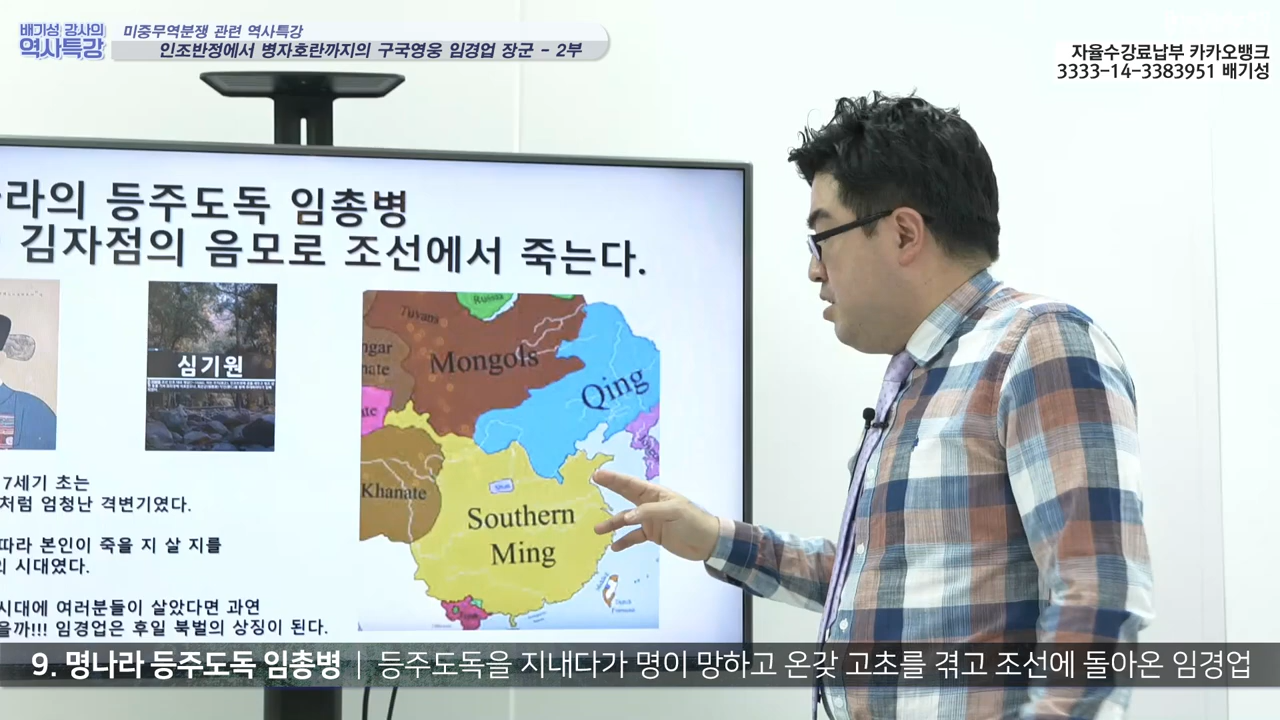 배기성 강사의
역사특강
미중무역분쟁 관련 역사특강
인조반정에서 병자호란까지의 구국영웅 임경업 장군 - 2부
자율수강료납부 카카오뱅크
3333-14-3383951 배기성
라의 등주도독 임총병
김자점의 음모로 조선에서 죽는다.
심기원
Russia
Tuvans
Mongols
Qing
Khanate
Southern
Ming
7세기 초는
처럼 엄청난 격변기였다.
따라 본인이 죽을 지 살 지를
의 시대였다.
시대에 여러분들이 살았다면 과연
을까!!! 임경업은 후일 북벌의 상징이 된다.
9. 명나라 등주도독 임총병 | 등주도독을 지내다가 명이 망하고 온갖 고초를 겪고 조선에 돌아온 임경업